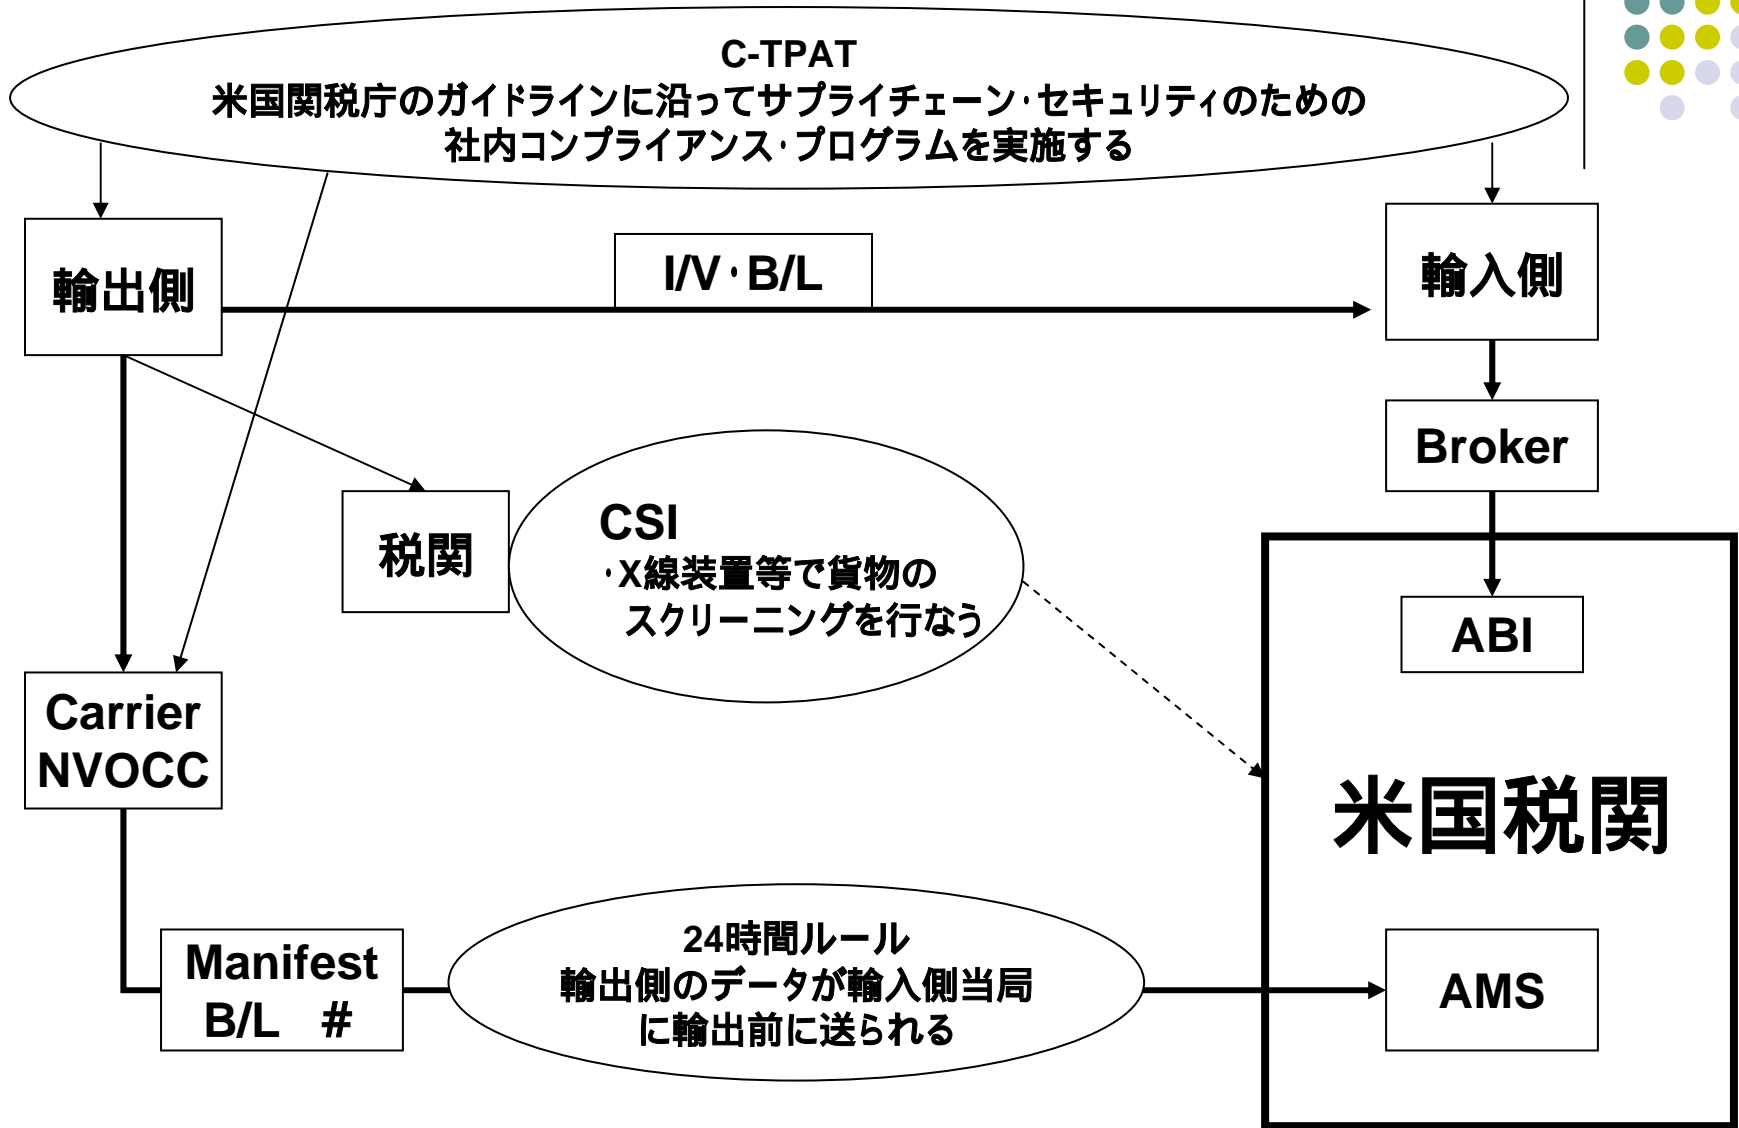 C-TPAT
米国関税庁のガイドラインに沿ってサプライチェーン・セキュリティのための
社内コンプライアンス・プログラムを実施する
輸出側
I/V・B/L
輸入側
Broker
税関
CSI
・X線装置等で貨物の
スクリーニングを行なう
ABI
Carrier
NVOCC
米国税関
Manifest
B/L #
24時間ルール
輸出側のデータが輸入側当局
に輸出前に送られる
AMS